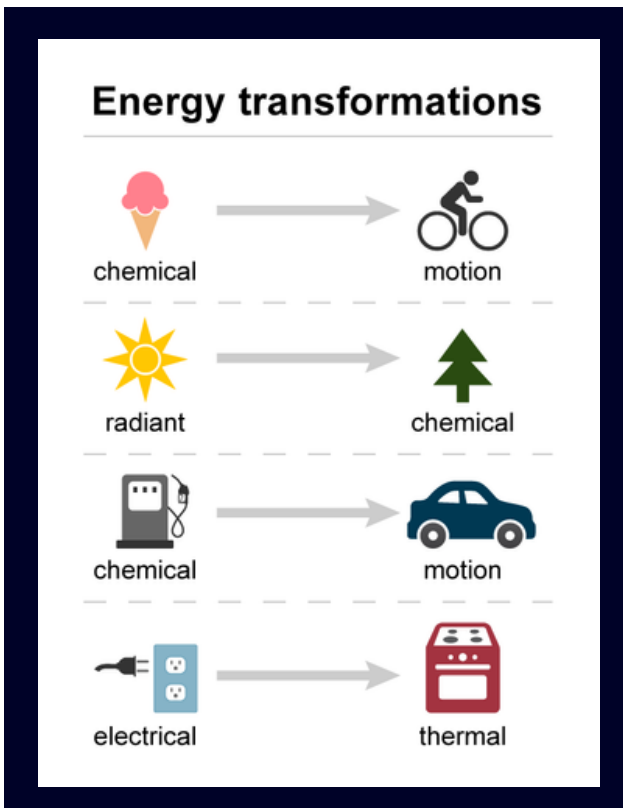 Energy transformations
chemical motion
radiant chemical
chemical motion
electrical thermal